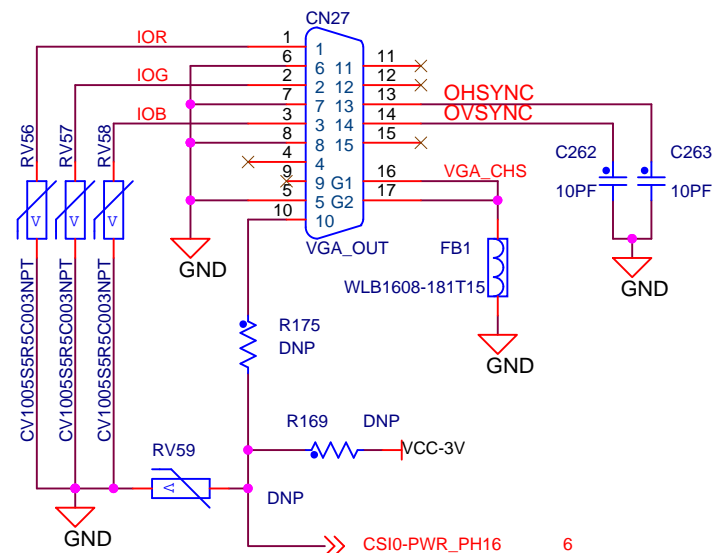 CN27
IOR 1 1
6 6 11 11
IOG 2 2 12 12
7 7 13 13 OHSYNC
IOB 3 3 14 14 OVSYNC
8 8 15 15
4 4
9 9 G1 16 VGA_CHS
5 5 G2 17
10 10
VGA_OUT
RV56
RV57
RV58
V
V
V
CV1005S5R5C003NPT
CV1005S5R5C003NPT
CV1005S5R5C003NPT
C262
10PF
C263
10PF
GND
GND
FB1
WLB1608-181T15
GND
R175
DNP
R169 DNP
VCC-3V
RV59
V
DNP
GND
CSI0-PWR_PH16 6